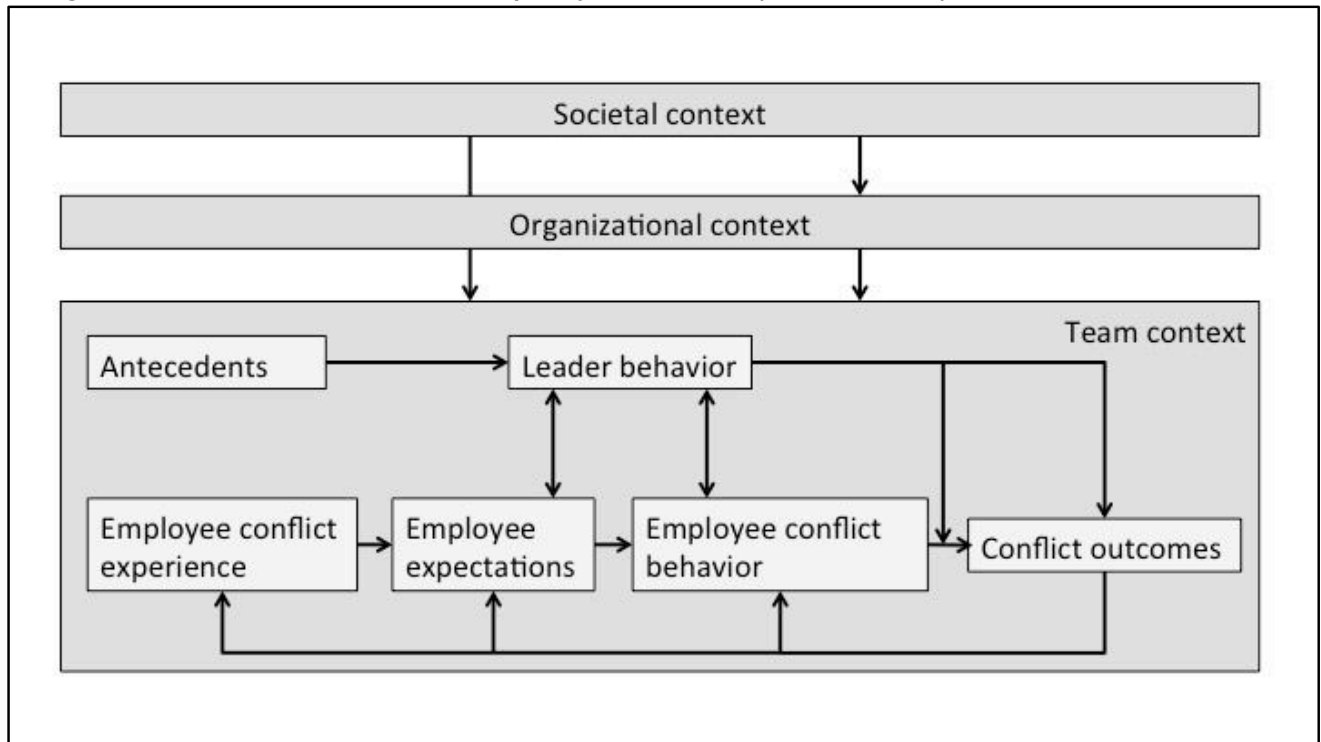 Societal context
Organizational context
Team context
Antecedents
Leader behavior
Employee conflict
experience
Employee
expectations
Employee conflict
behavior
Conflict outcomes